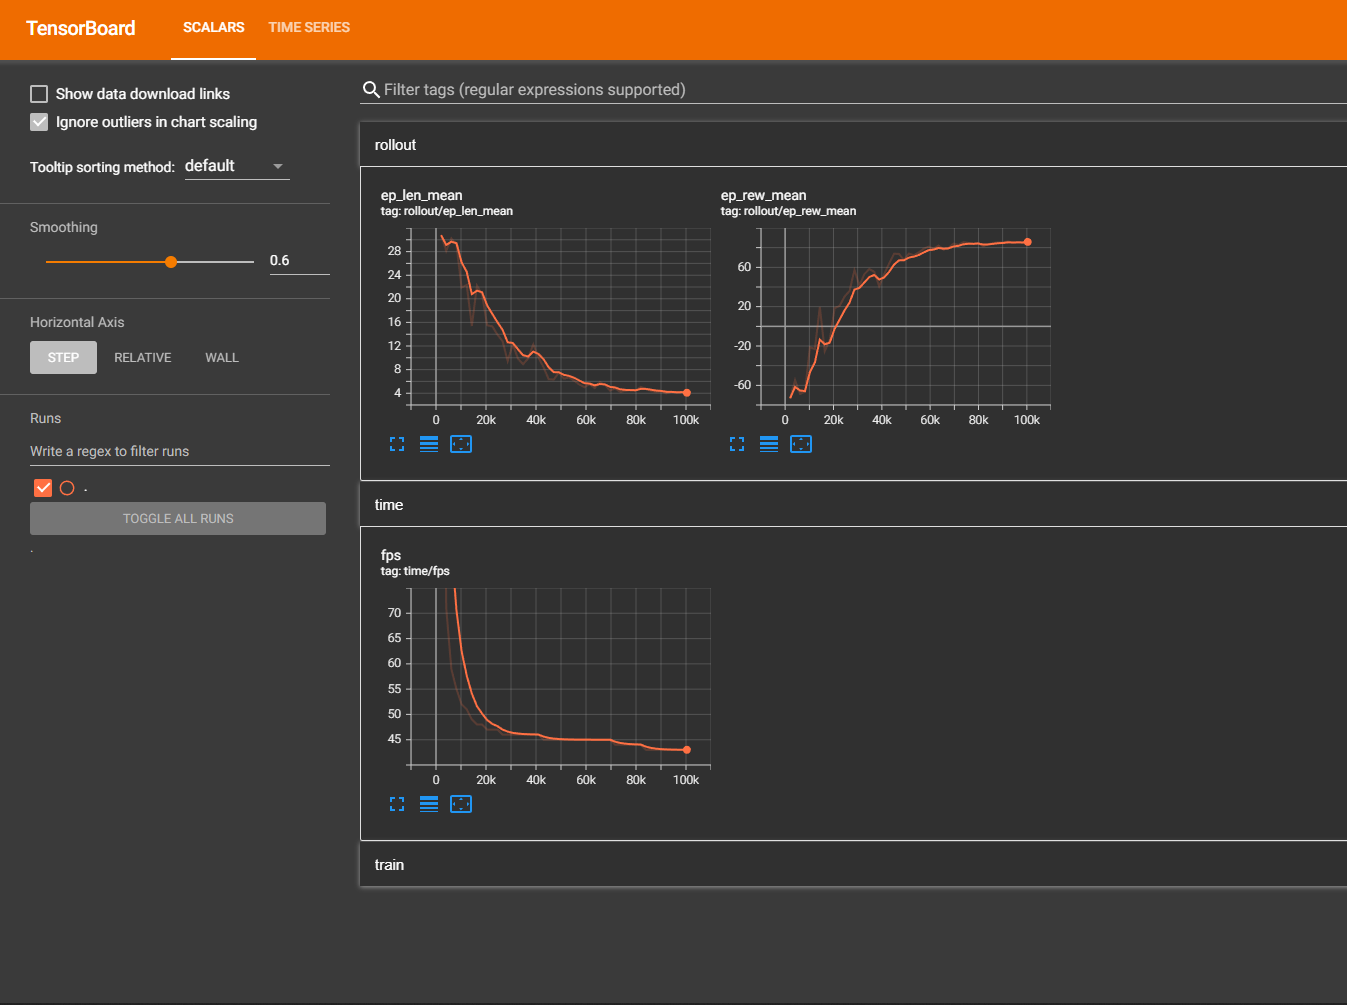 TensorBoard SCALARS TIME SERIES
Show data download links
Ignore outliers in chart scaling
Tooltip sorting method: default
Smoothing
0.6
Horizontal Axis
STEP RELATIVE WALL
Runs
Write a regex to filter runs
.
TOGGLE ALL RUNS
.
Filter tags (regular expressions supported)
rollout
ep_len_mean
tag: rollout/ep_len_mean
28
24
20
16
12
8
4
0 20k 40k 60k 80k 100k
ep_rew_mean
tag: rollout/ep_rew_mean
60
20
-20
-60
0 20k 40k 60k 80k 100k
time
fps
tag: time/fps
70
65
60
55
50
45
0 20k 40k 60k 80k 100k
train